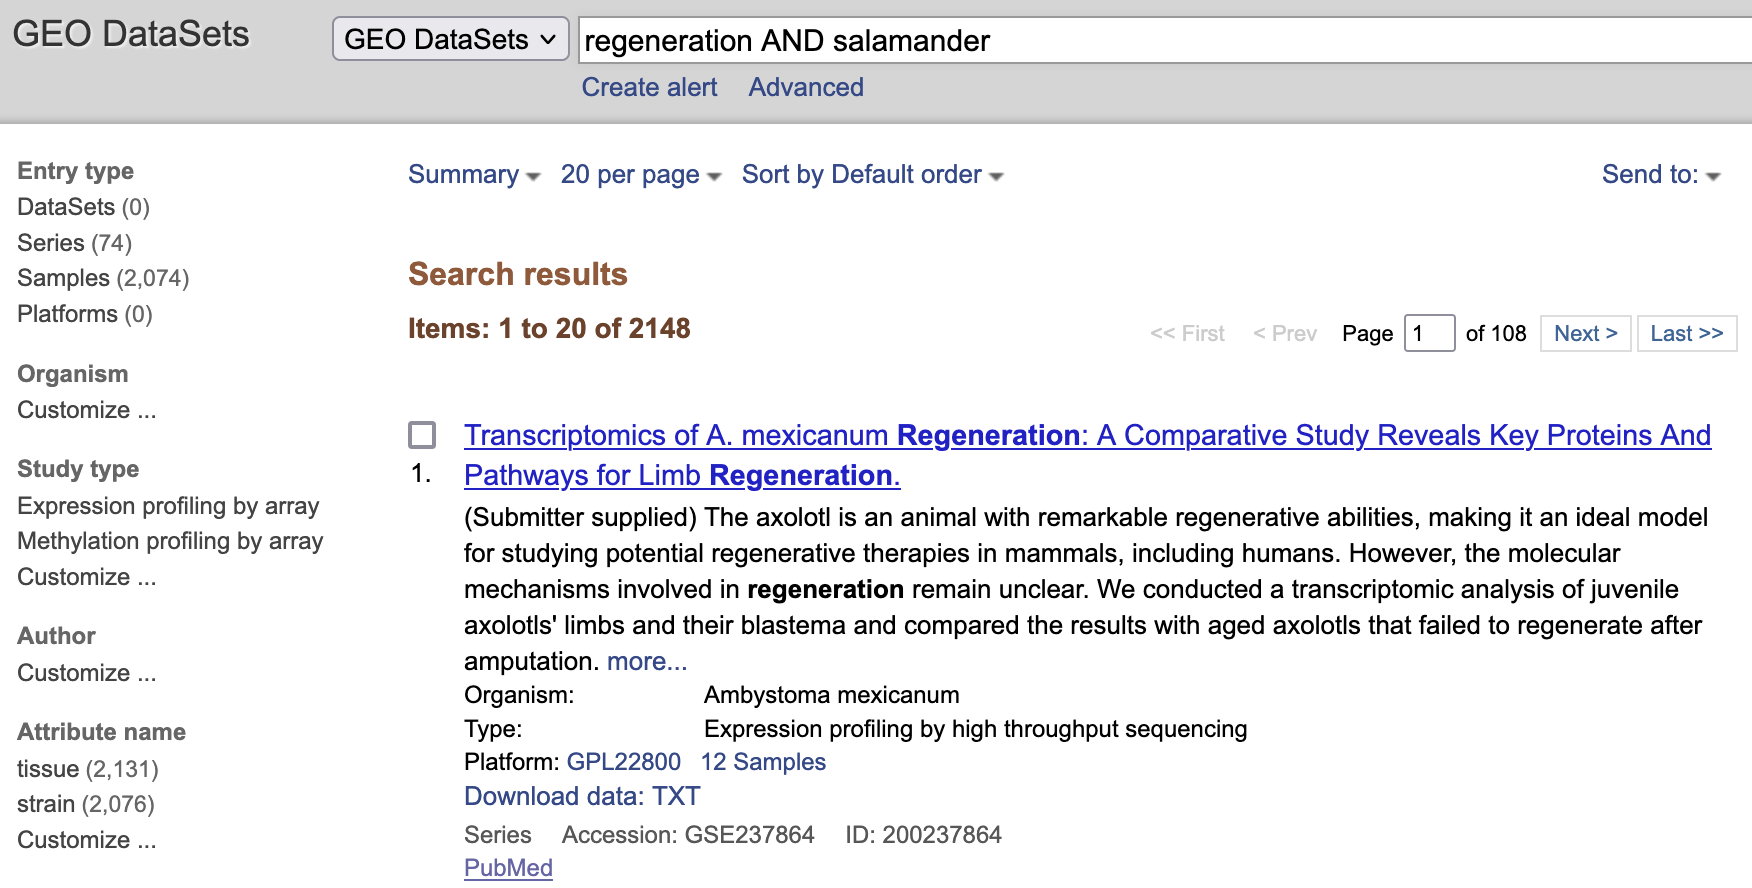 GEO DataSets
GEO DataSets
regeneration AND salamander
Create alert Advanced
Entry type
DataSets (0)
Series (74)
Samples (2,074)
Platforms (0)
Organism
Customize ...
Study type
Expression profiling by array
Methylation profiling by array
Customize ...
Author
Customize ...
Attribute name
tissue (2,131)
strain (2,076)
Customize ...
Summary 20 per page Sort by Default order Send to:
Search results
Items: 1 to 20 of 2148
<< First < Prev Page 1 of 108 Next > Last >>
Transcriptomics of A. mexicanum Regeneration: A Comparative Study Reveals Key Proteins And
1. Pathways for Limb Regeneration.
(Submitter supplied) The axolotl is an animal with remarkable regenerative abilities, making it an ideal model
for studying potential regenerative therapies in mammals, including humans. However, the molecular
mechanisms involved in regeneration remain unclear. We conducted a transcriptomic analysis of juvenile
axolotls' limbs and their blastema and compared the results with aged axolotls that failed to regenerate after
amputation. more...
Organism: Ambystoma mexicanum
Type: Expression profiling by high throughput sequencing
Platform: GPL22800 12 Samples
Download data: TXT
Series Accession: GSE237864 ID: 200237864
PubMed